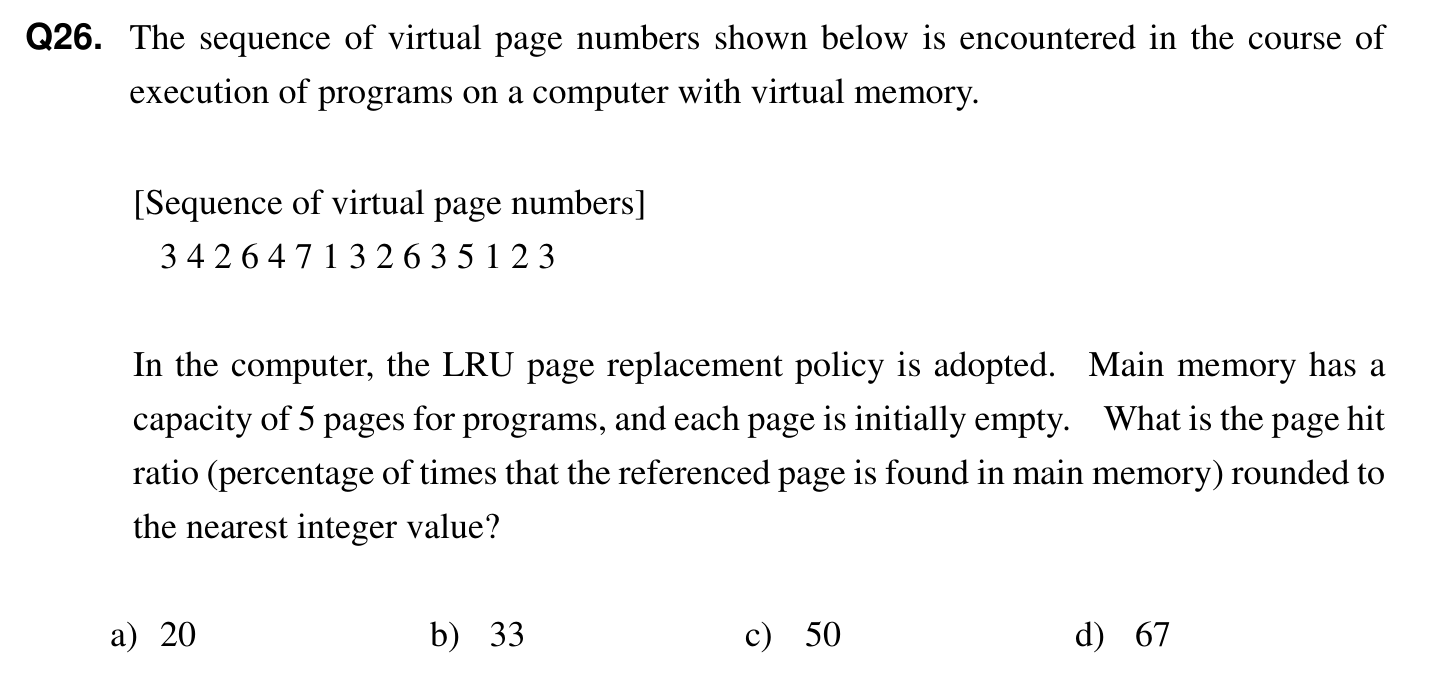 Q26. The sequence of virtual page numbers shown below is encountered in the course of
execution of programs on a computer with virtual memory.
[Sequence of virtual page numbers]
3 4 2 6 4 7 1 3 2 6 3 5 1 2 3
In the computer, the LRU page replacement policy is adopted. Main memory has a
capacity of 5 pages for programs, and each page is initially empty. What is the page hit
ratio (percentage of times that the referenced page is found in main memory) rounded to
the nearest integer value?
a) 20 b) 33 c) 50 d) 67